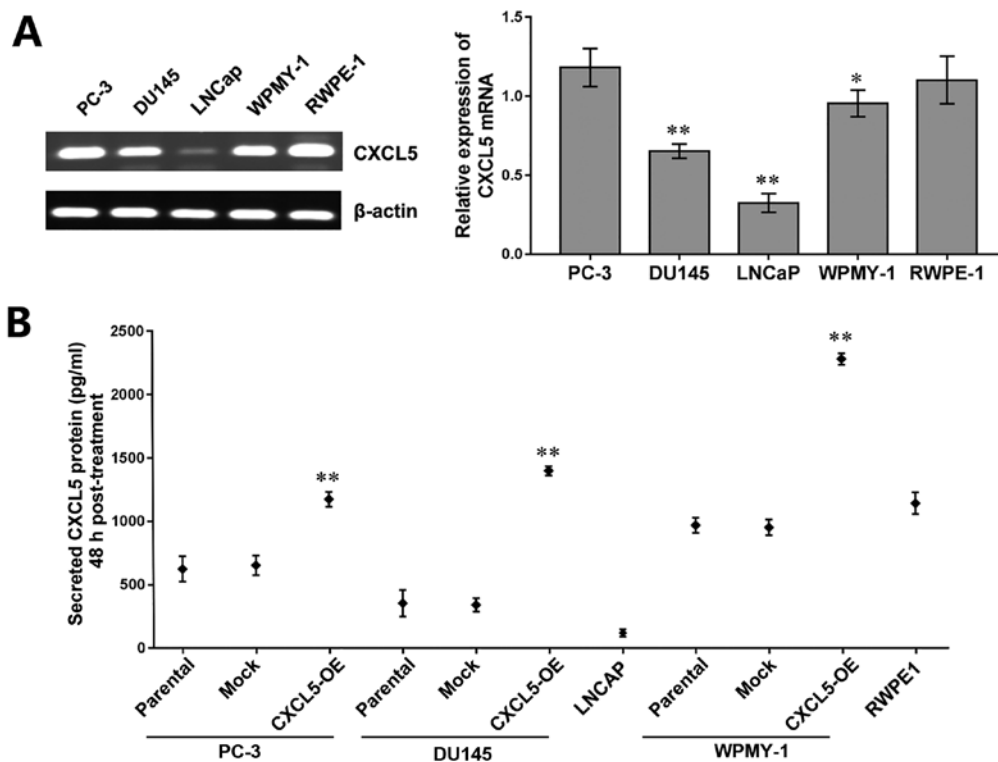 A
PC-3
DU145
LNCap
WPMY-1
RWPE-1
CXCL5
β-actin
Relative expression of
CXCL5 mRNA
1.5
1.0
0.5
0.0
**
**
*
PC-3
DU145
LNCaP
WPMY-1
RWPE-1
B
Secreted CXCL5 protein (pg/ml)
48 h post-treatment
2500
2000
1500
1000
500
0
**
**
**
Parental
Mock
CXCL5-OE
Parental
Mock
CXCL5-OE
LNCAP
Parental
Mock
CXCL5-OE
RWPE1
PC-3
DU145
WPMY-1